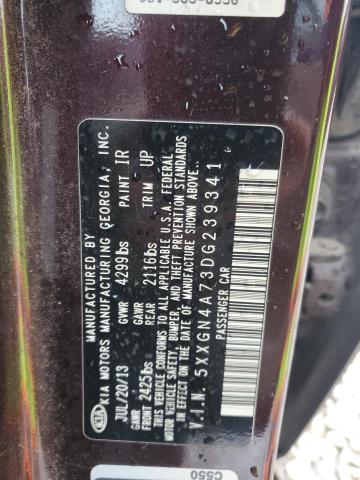 MANUFACTURED BY
KIA KIA MOTORS MANUFACTURING GEORGIA, INC.
JUL/20/13 GVWR 4299lbs PAINT IR
GAWR FRONT 2425lbs GAWR REAR 2116lbs TRIM UP
THIS VEHICLE CONFORMS TO ALL APPLICABLE U.S.A. FEDERAL
MOTOR VEHICLE SAFETY, BUMPER, AND THEFT PREVENTION STANDARDS
IN EFFECT ON THE DATE OF MANUFACTURE SHOWN ABOVE.
V.I.N. 5XXGN4A73DG239341
PASSENGER CAR
C550